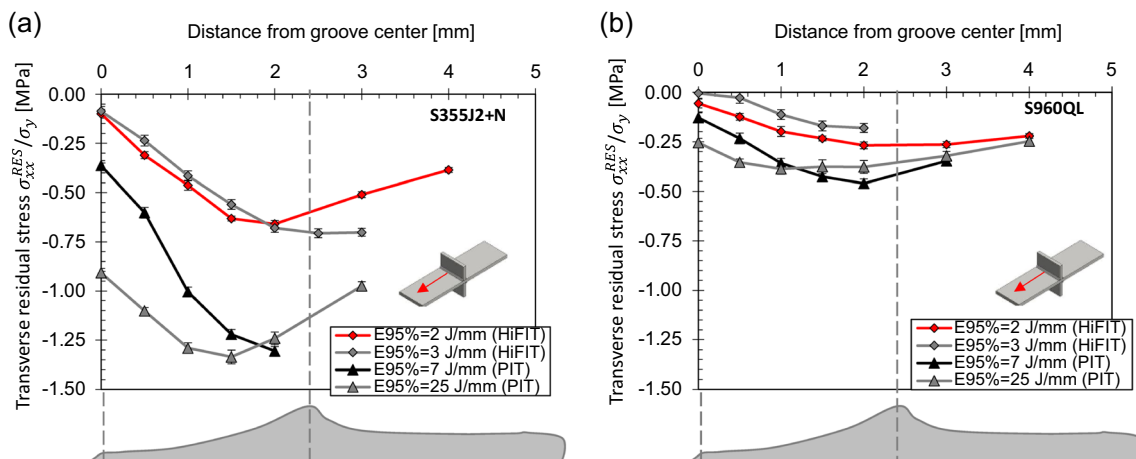 (a)
Distance from groove center [mm]
0 1 2 3 4 5
Transverse residual stress σxx^RES/σy [MPa]
0.00
-0.25
-0.50
-0.75
-1.00
-1.25
-1.50
S355J2+N
E95%=2 J/mm (HiFIT)
E95%=3 J/mm (HiFIT)
E95%=7 J/mm (PIT)
E95%=25 J/mm (PIT)
(b)
Distance from groove center [mm]
0 1 2 3 4 5
Transverse residual stress σxx^RES/σy [MPa]
0.00
-0.25
-0.50
-0.75
-1.00
-1.25
-1.50
S960QL
E95%=2 J/mm (HiFIT)
E95%=3 J/mm (HiFIT)
E95%=7 J/mm (PIT)
E95%=25 J/mm (PIT)